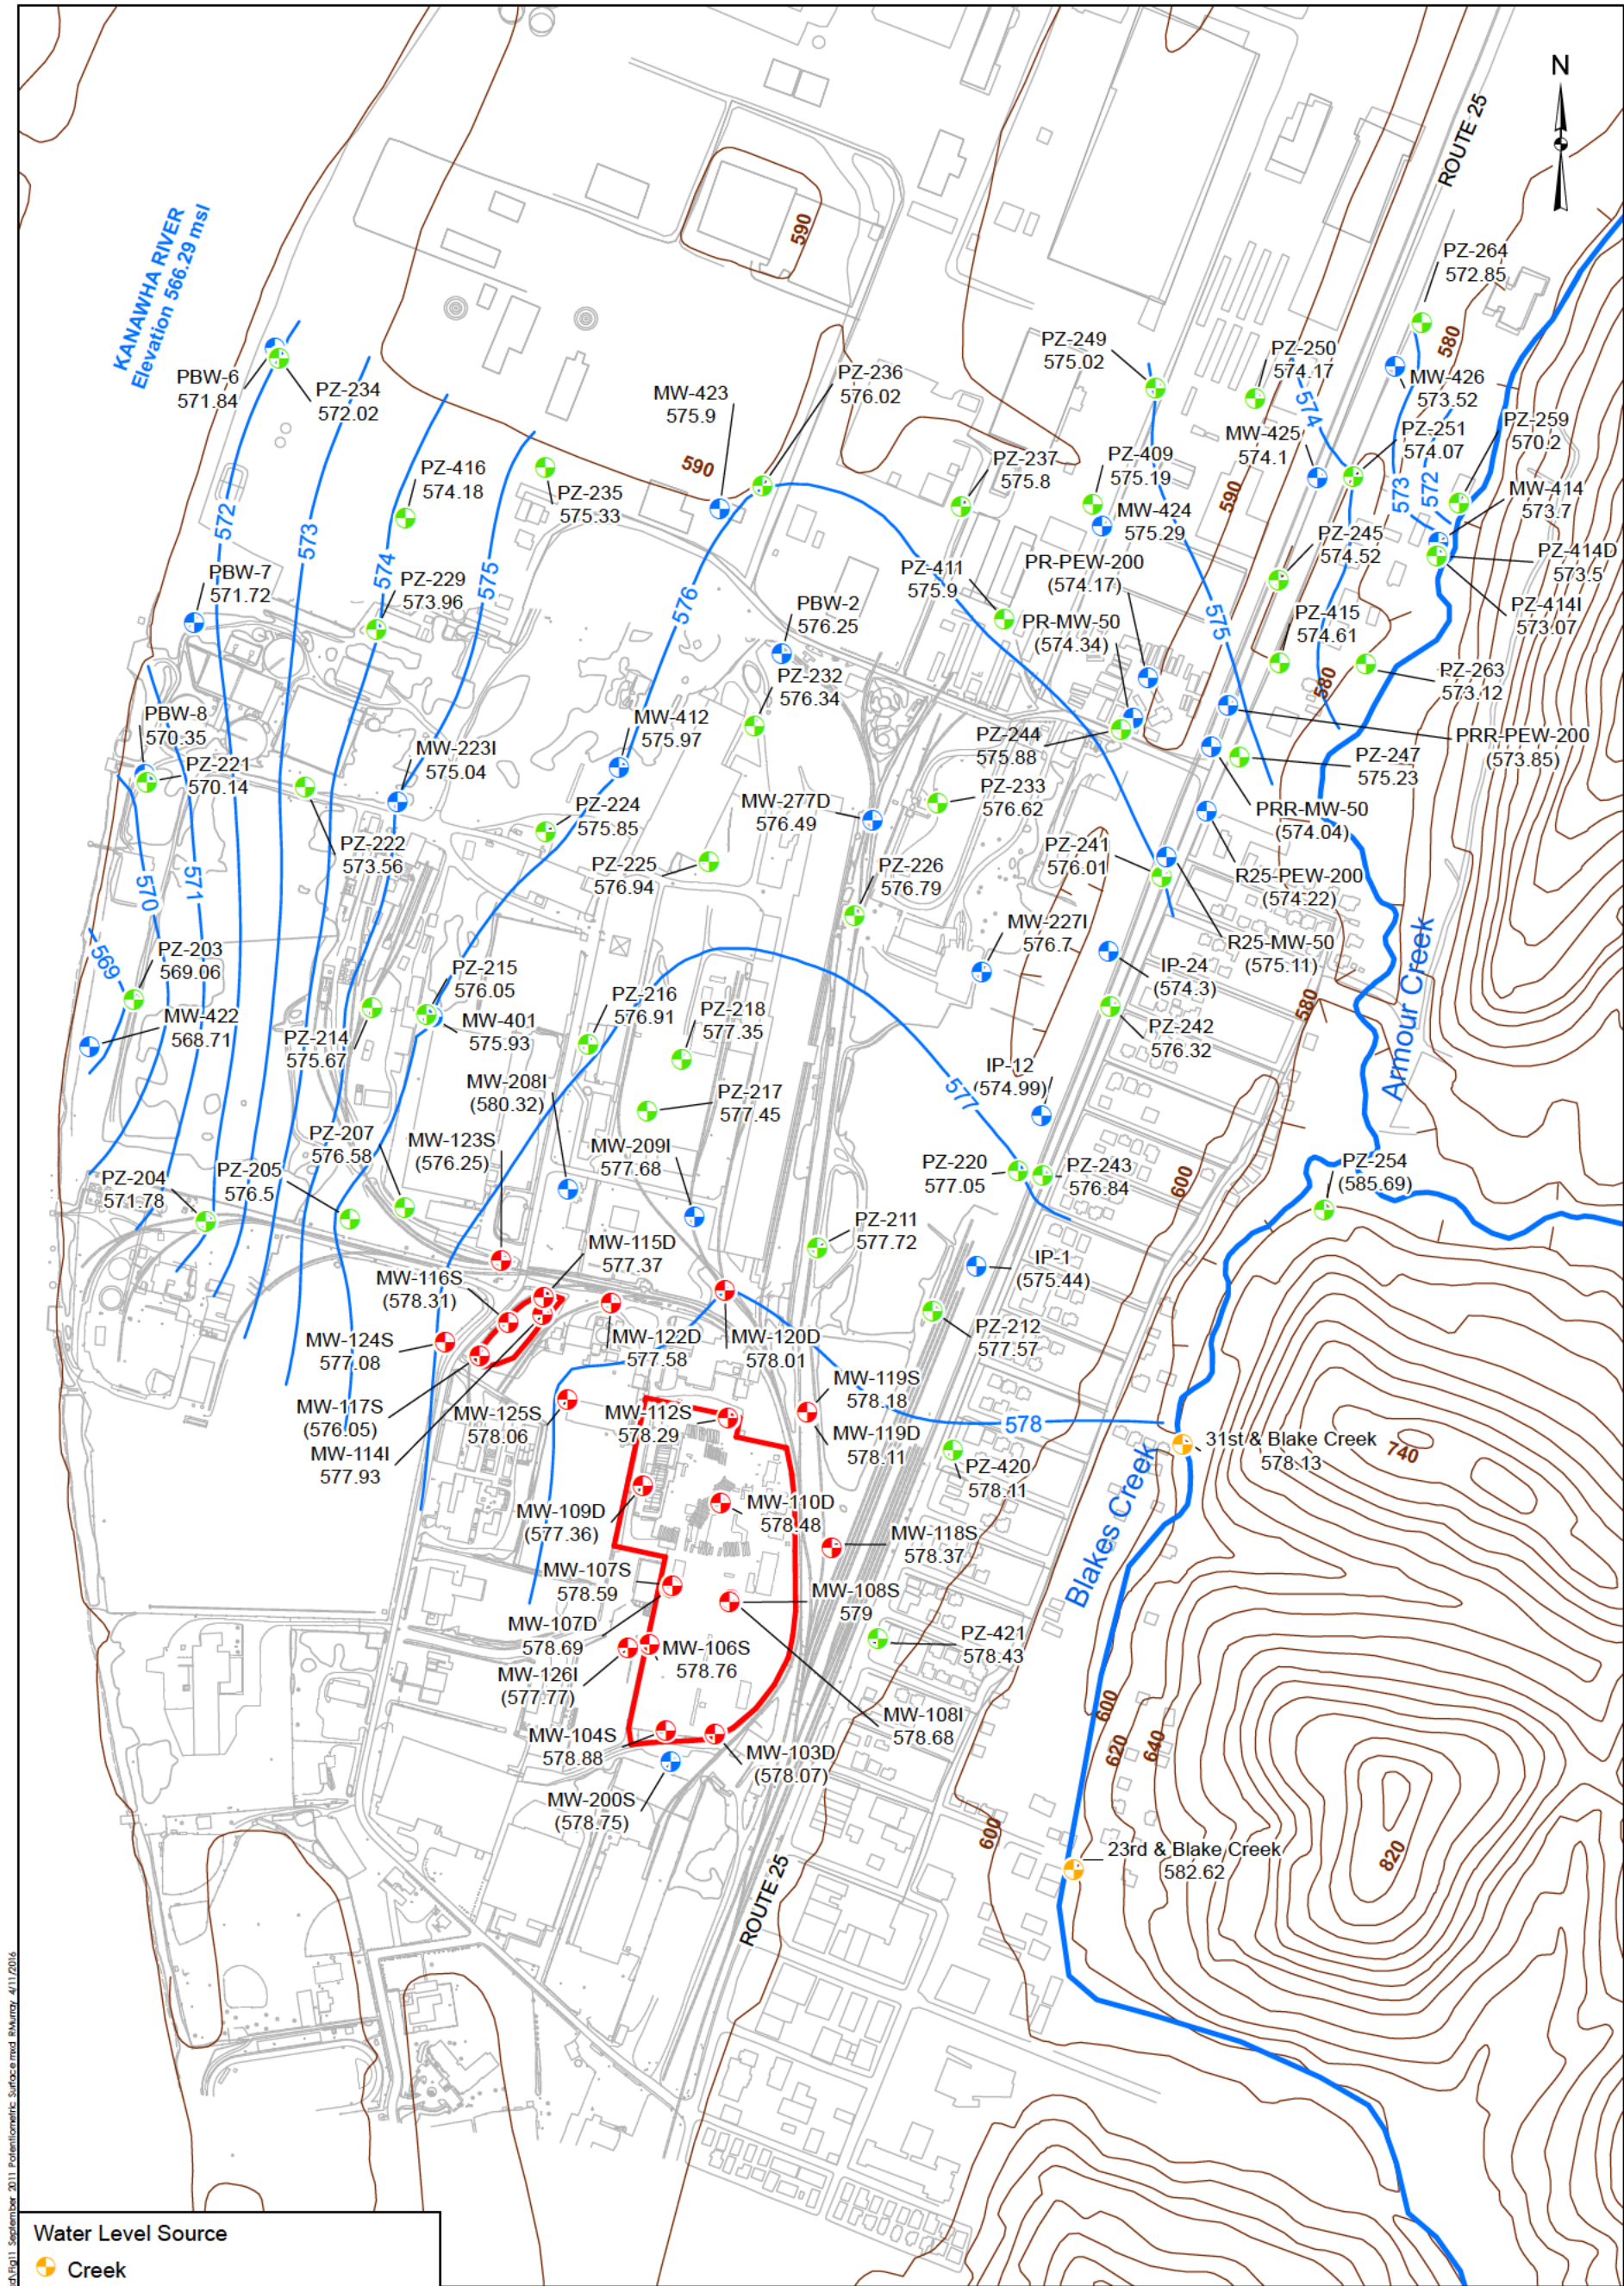 N
ROUTE 25
KANAWHA RIVER
Elevation 566.29 msl
590
PZ-264
572.85
580
PZ-249
575.02
PZ-250
574.17
PBW-6
571.84
PZ-234
572.02
MW-423
575.9
PZ-236
576.02
574
MW-426
573.52
MW-425
574.1
PZ-251
574.07
PZ-259
570.2
590
PZ-416
574.18
PZ-235
575.33
PZ-237
575.8
PZ-409
575.19
590
573
572
MW-414
573.7
MW-424
575.29
572
573
574
575
PZ-245
574.52
PZ-414D
573.5
PBW-7
571.72
PZ-229
573.96
PZ-411
575.9
PR-PEW-200
(574.17)
576
PBW-2
576.25
PR-MW-50
(574.34)
575
PZ-415
574.61
PZ-414I
573.07
PZ-232
576.34
580
PZ-263
573.12
PBW-8
570.35
MW-412
575.97
PZ-244
575.88
PRR-PEW-200
(573.85)
PZ-221
570.14
MW-223I
575.04
PZ-247
575.23
PZ-224
575.85
MW-277D
576.49
PZ-233
576.62
PRR-MW-50
(574.04)
PZ-222
573.56
PZ-225
576.94
PZ-241
576.01
570
571
PZ-226
576.79
R25-PEW-200
(574.22)
569
PZ-203
569.06
MW-227I
576.7
R25-MW-50
(575.11)
PZ-215
576.05
IP-24
(574.3)
Armour Creek
580
MW-422
568.71
PZ-214
575.67
MW-401
575.93
PZ-216
576.91
PZ-218
577.35
PZ-242
576.32
MW-208I
(580.32)
IP-12
(574.99)
577
PZ-217
577.45
PZ-207
576.58
MW-123S
(576.25)
MW-209I
577.68
PZ-204
571.78
PZ-205
576.5
PZ-220
577.05
PZ-243
576.84
600
PZ-254
(585.69)
PZ-211
577.72
MW-115D
577.37
IP-1
(575.44)
MW-116S
(578.31)
MW-124S
577.08
MW-122D
577.58
MW-120D
578.01
PZ-212
577.57
MW-117S
(576.05)
MW-125S
578.06
MW-112S
578.29
MW-119S
578.18
578
MW-114I
577.93
MW-119D
578.11
31st & Blake Creek
578.13
740
PZ-420
578.11
MW-109D
(577.36)
MW-110D
578.48
MW-118S
578.37
Blakes Creek
MW-107S
578.59
MW-108S
579
MW-107D
578.69
MW-106S
578.76
PZ-421
578.43
MW-126I
(577.77)
600
620
640
MW-104S
578.88
MW-108I
578.68
MW-103D
(578.07)
MW-200S
(578.75)
600
820
23rd & Blake Creek
582.62
ROUTE 25
Fig11 September 2011 Potentiometric Surface.mxd RMurray 4/11/2016
Water Level Source
Creek